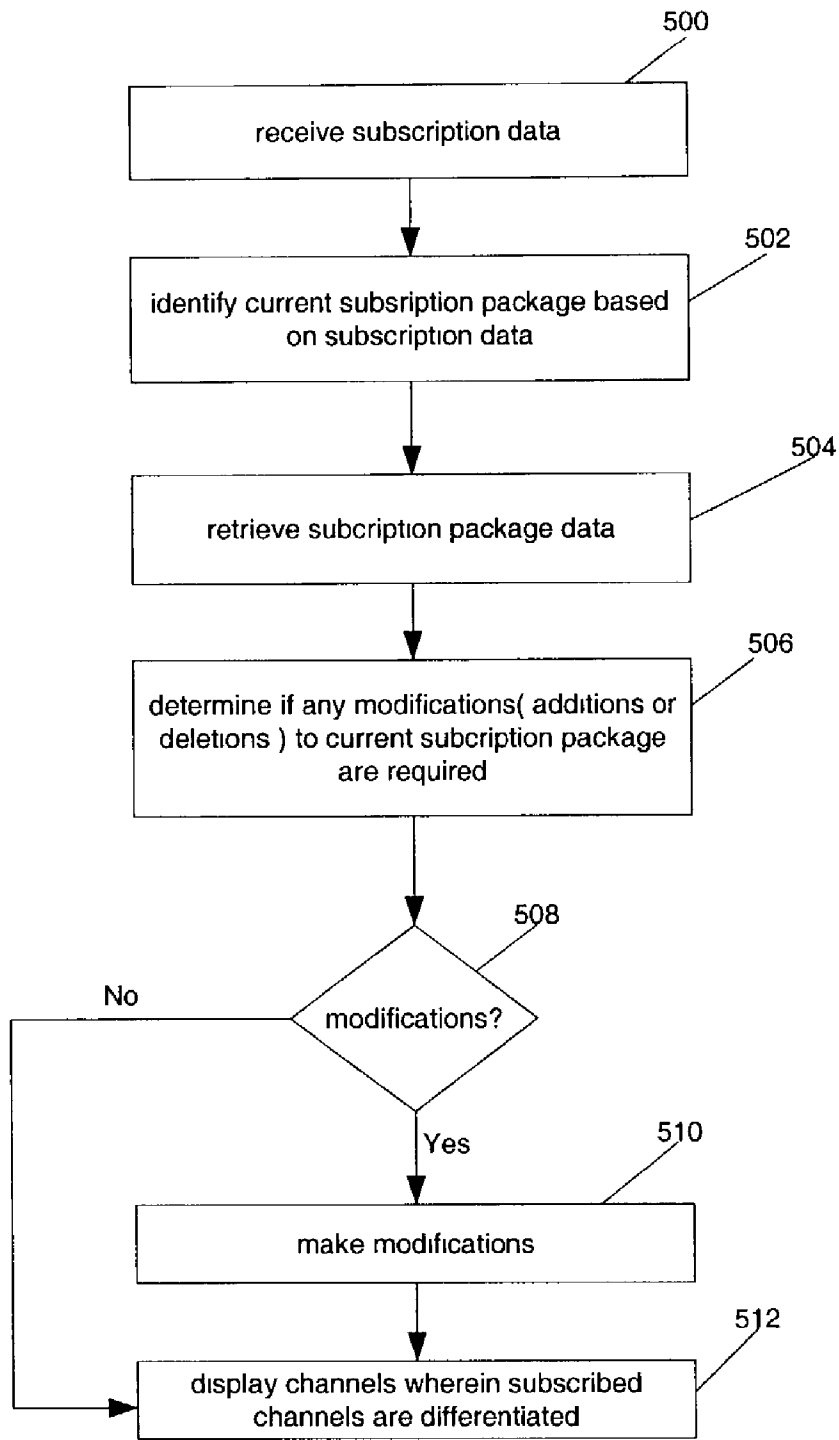 500
receive subscription data
502
identify current subsription package based
on subscription data
504
retrieve subcription package data
506
determine if any modifications( additions or
deletions ) to current subcription package
are required
508
No
modifications?
Yes
510
make modifications
512
display channels wherein subscribed
channels are differentiated